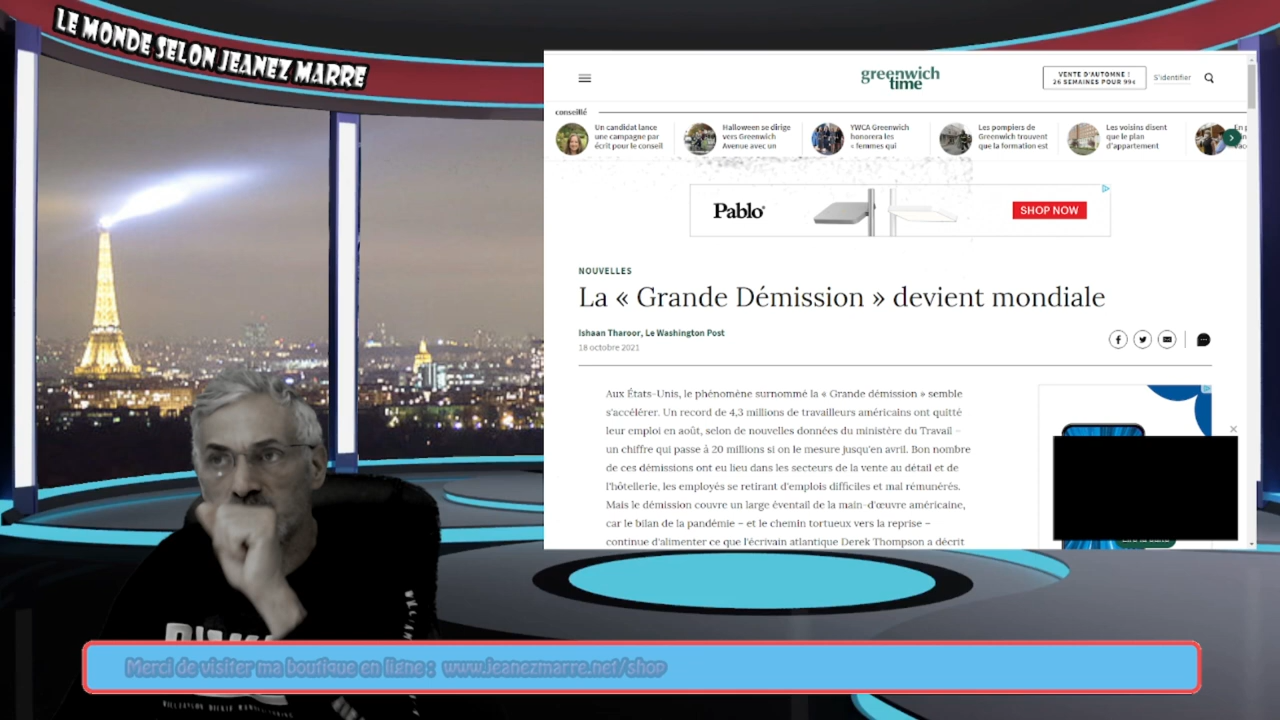 LE MONDE SELON JEANEZ MARRE
greenwich
time
VENTE D'AUTOMNE :
26 SEMAINES POUR 99¢
S'identifier
conseillé
Un candidat lance
une campagne par
écrit pour le conseil
Halloween se dirige
vers Greenwich
Avenue avec un
YWCA Greenwich
honorera les
« femmes qui
Les pompiers de
Greenwich trouvent
que la formation est
Les voisins disent
que le plan
d'appartement
En p
Pablo
SHOP NOW
NOUVELLES
La « Grande Démission » devient mondiale
Ishaan Tharoor, Le Washington Post
18 octobre 2021
Aux États-Unis, le phénomène surnommé la « Grande démission » semble
s'accélérer. Un record de 4,3 millions de travailleurs américains ont quitté
leur emploi en août, selon de nouvelles données du ministère du Travail –
un chiffre qui passe à 20 millions si on le mesure jusqu'en avril. Bon nombre
de ces démissions ont eu lieu dans les secteurs de la vente au détail et de
l'hôtellerie, les employés se retirant d'emplois difficiles et mal rémunérés.
Mais le démission couvre un large éventail de la main-d'œuvre américaine,
car le bilan de la pandémie – et le chemin tortueux vers la reprise –
continue d'alimenter ce que l'écrivain atlantique Derek Thompson a décrit
Merci de visiter ma boutique en ligne : www.jeanezmarre.net/shop